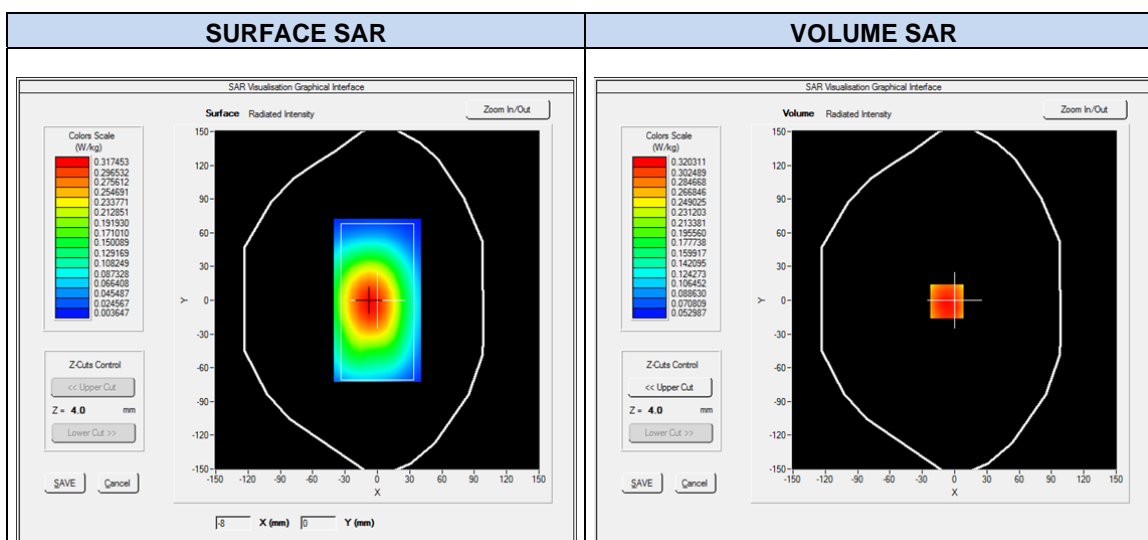 SURFACE SAR
VOLUME SAR
SAR Visualisation Graphical Interface
Surface Radiated Intensity
Zoom In/Out
Colors Scale
(W/kg)
0.317453
0.296532
0.275612
0.254691
0.233771
0.212851
0.191930
0.171010
0.150089
0.129169
0.108249
0.087328
0.066408
0.045487
0.024567
0.003647
150
120
90
60
30
0
-30
-60
-90
-120
-150
Y
-150 -120 -90 -60 -30 0 30 60 90 120 150
X
Z-Cuts Control
<< Upper Cut
Z = 4.0 mm
Lower Cut >>
SAVE Cancel
-8 X (mm) 0 Y (mm)
SAR Visualisation Graphical Interface
Volume Radiated Intensity
Zoom In/Out
Colors Scale
(W/kg)
0.320311
0.302489
0.284668
0.266846
0.249025
0.231203
0.213381
0.195560
0.177738
0.159917
0.142095
0.124273
0.106452
0.088630
0.070809
0.052987
150
120
90
60
30
0
-30
-60
-90
-120
-150
Y
-150 -120 -90 -60 -30 0 30 60 90 120 150
X
Z-Cuts Control
<< Upper Cut
Z = 4.0 mm
Lower Cut >>
SAVE Cancel